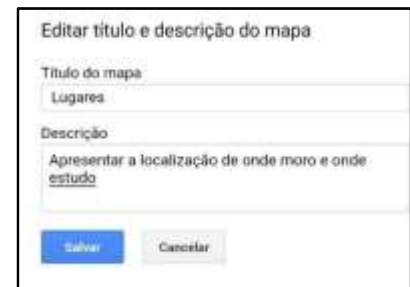 Editar título e descrição do mapa
Título do mapa
Lugares
Descrição
Apresentar a localização de onde moro e onde
estudo
Salvar Cancelar